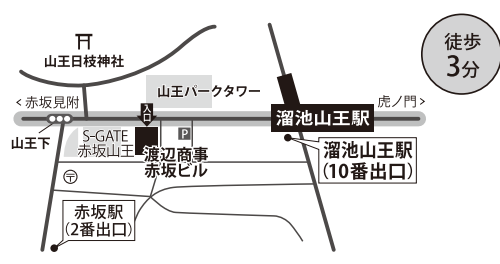 山王日枝神社
徒歩
3分
山王パークタワー
<赤坂見附
入口
虎ノ門>
溜池山王駅
山王下
S-GATE
赤坂山王
P
渡辺商事
赤坂ビル
溜池山王駅
(10番出口)
〒
赤坂駅
(2番出口)